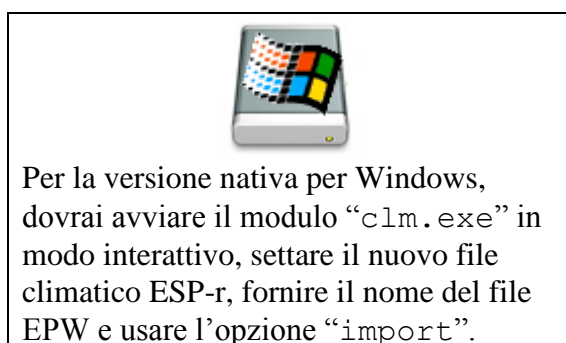 Per la versione nativa per Windows,
dovrai avviare il modulo “clm.exe” in
modo interattivo, settare il nuovo file
climatico ESP-r, fornire il nome del file
EPW e usare l’opzione “import”.